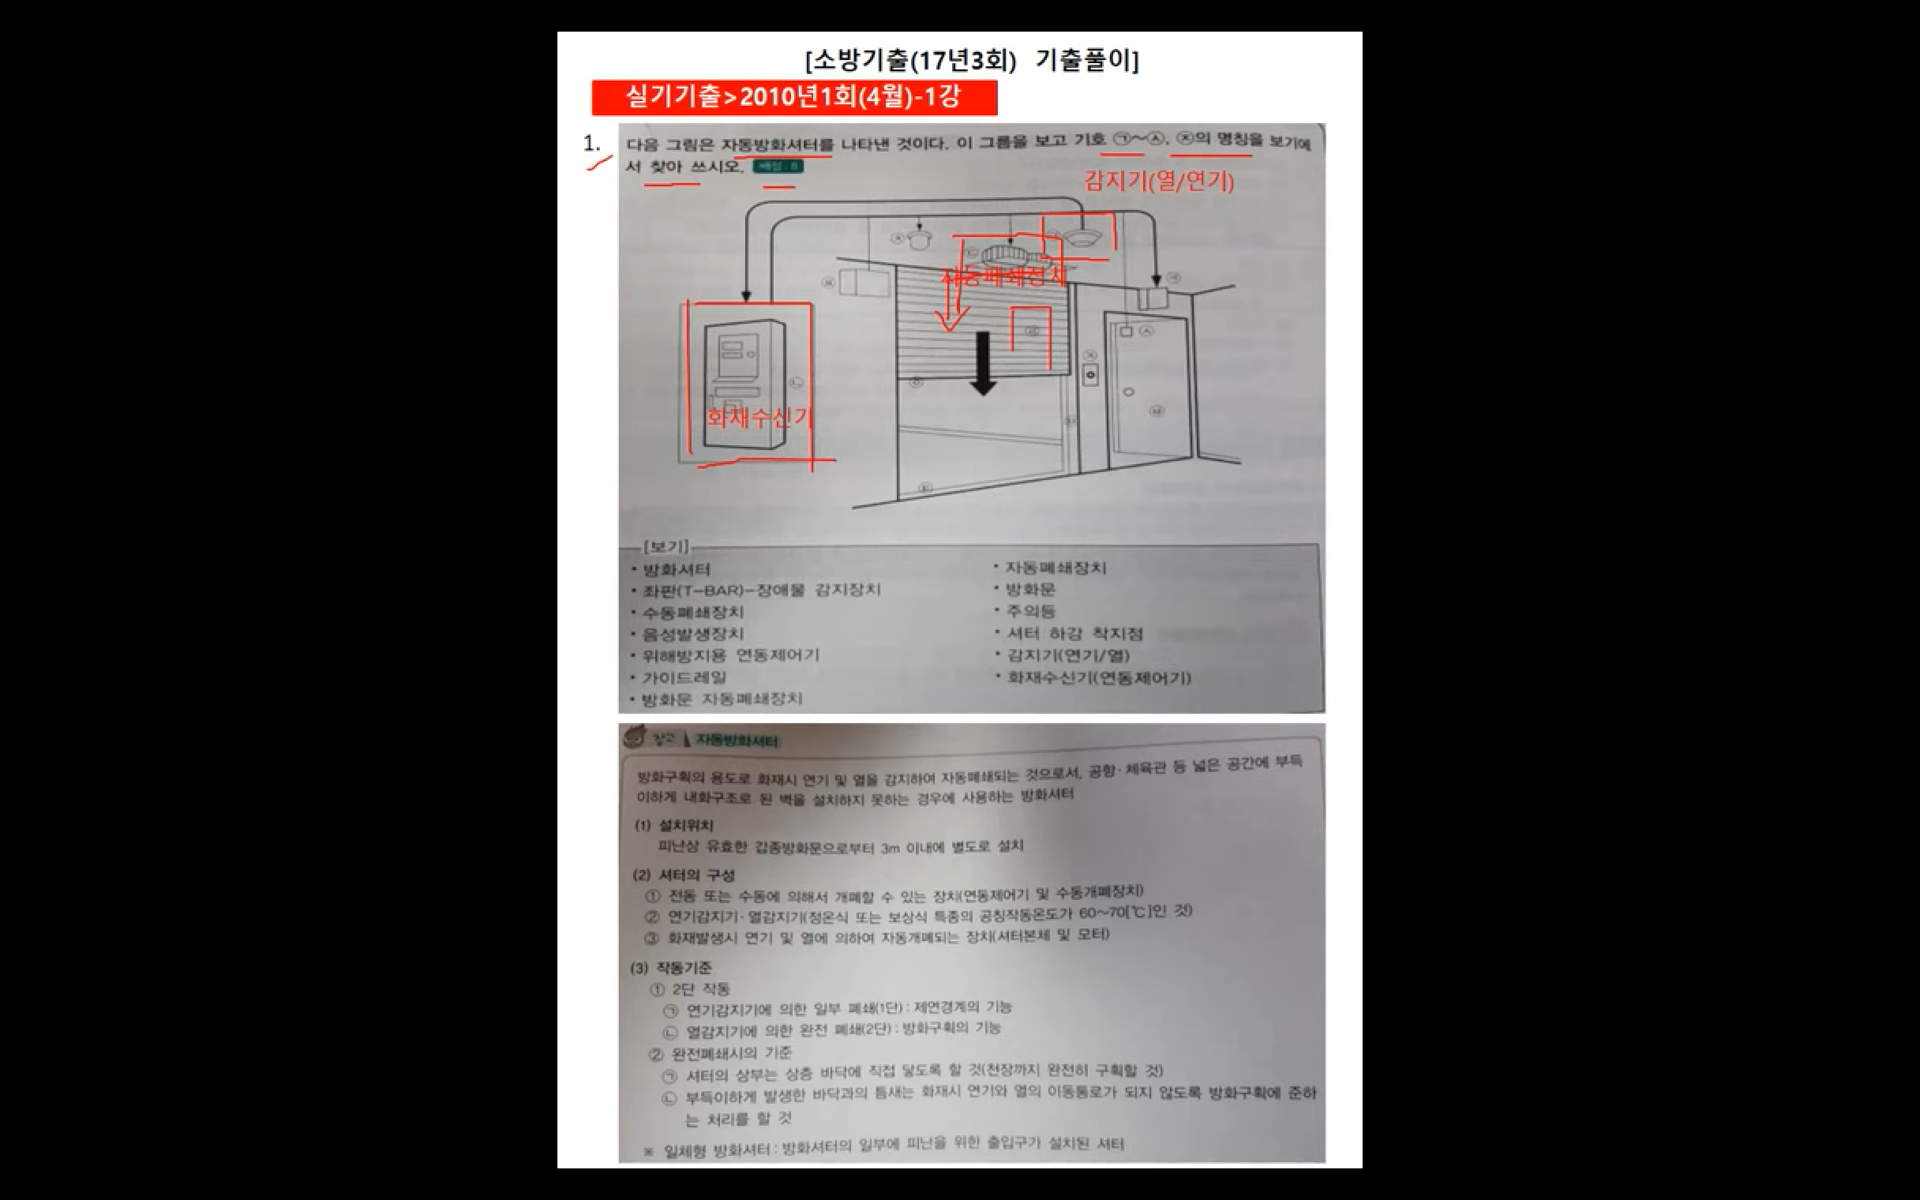 [소방기출(17년3회) 기출풀이]
실기기출>2010년1회(4월)-1강
1.
다음 그림은 자동방화셔터를 나타낸 것이다. 이 그름을 보고 기호 ㉠~㉦, ㉨의 명칭을 보기에
서 찾아 쓰시오. 배점:8
감지기(열/연기)
자동폐쇄장치
화재수신기
㉡
[보기]
• 방화셔터
• 자동폐쇄장치
• 좌판(T-BAR)-장애물 감지장치
• 방화문
• 수동폐쇄장치
• 주의등
• 음성발생장치
• 셔터 하강 착지점
• 위해방지용 연동제어기
• 감지기(연기/열)
• 가이드레일
• 화재수신기(연동제어기)
• 방화문 자동폐쇄장치
참고 자동방화셔터
방화구획의 용도로 화재시 연기 및 열을 감지하여 자동폐쇄되는 것으로서, 공항·체육관 등 넓은 공간에 부득
이하게 내화구조로 된 벽을 설치하지 못하는 경우에 사용하는 방화셔터
(1) 설치위치
피난상 유효한 갑종방화문으로부터 3m 이내에 별도로 설치
(2) 셔터의 구성
① 전동 또는 수동에 의해서 개폐할 수 있는 장치(연동제어기 및 수동개폐장치)
② 연기감지기·열감지기(정온식 또는 보상식 특종의 공칭작동온도가 60~70[℃]인 것)
③ 화재발생시 연기 및 열에 의하여 자동개폐되는 장치(셔터본체 및 모터)
(3) 작동기준
① 2단 작동
㉠ 연기감지기에 의한 일부 폐쇄(1단) : 제연경계의 기능
㉡ 열감지기에 의한 완전 폐쇄(2단) : 방화구획의 기능
② 완전폐쇄시의 기준
㉠ 셔터의 상부는 상층 바닥에 직접 닿도록 할 것(천장까지 완전히 구획할 것)
㉡ 부득이하게 발생한 바닥과의 틈새는 화재시 연기와 열의 이동통로가 되지 않도록 방화구획에 준하
는 처리를 할 것
※ 일체형 방화셔터 : 방화셔터의 일부에 피난을 위한 출입구가 설치된 셔터